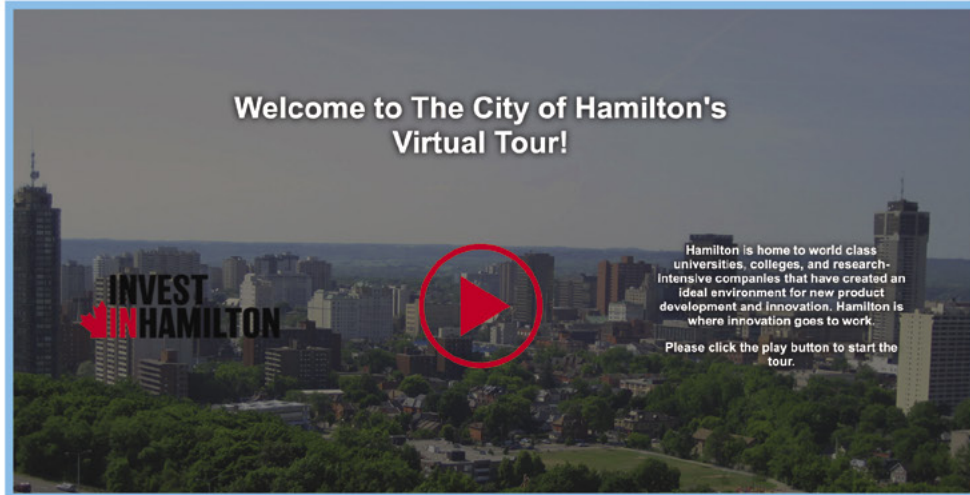 Welcome to The City of Hamilton's
Virtual Tour!
INVEST
INHAMILTON
Hamilton is home to world class
universities, colleges, and research-
intensive companies that have created an
ideal environment for new product
development and innovation. Hamilton is
where innovation goes to work.
Please click the play button to start the
tour.